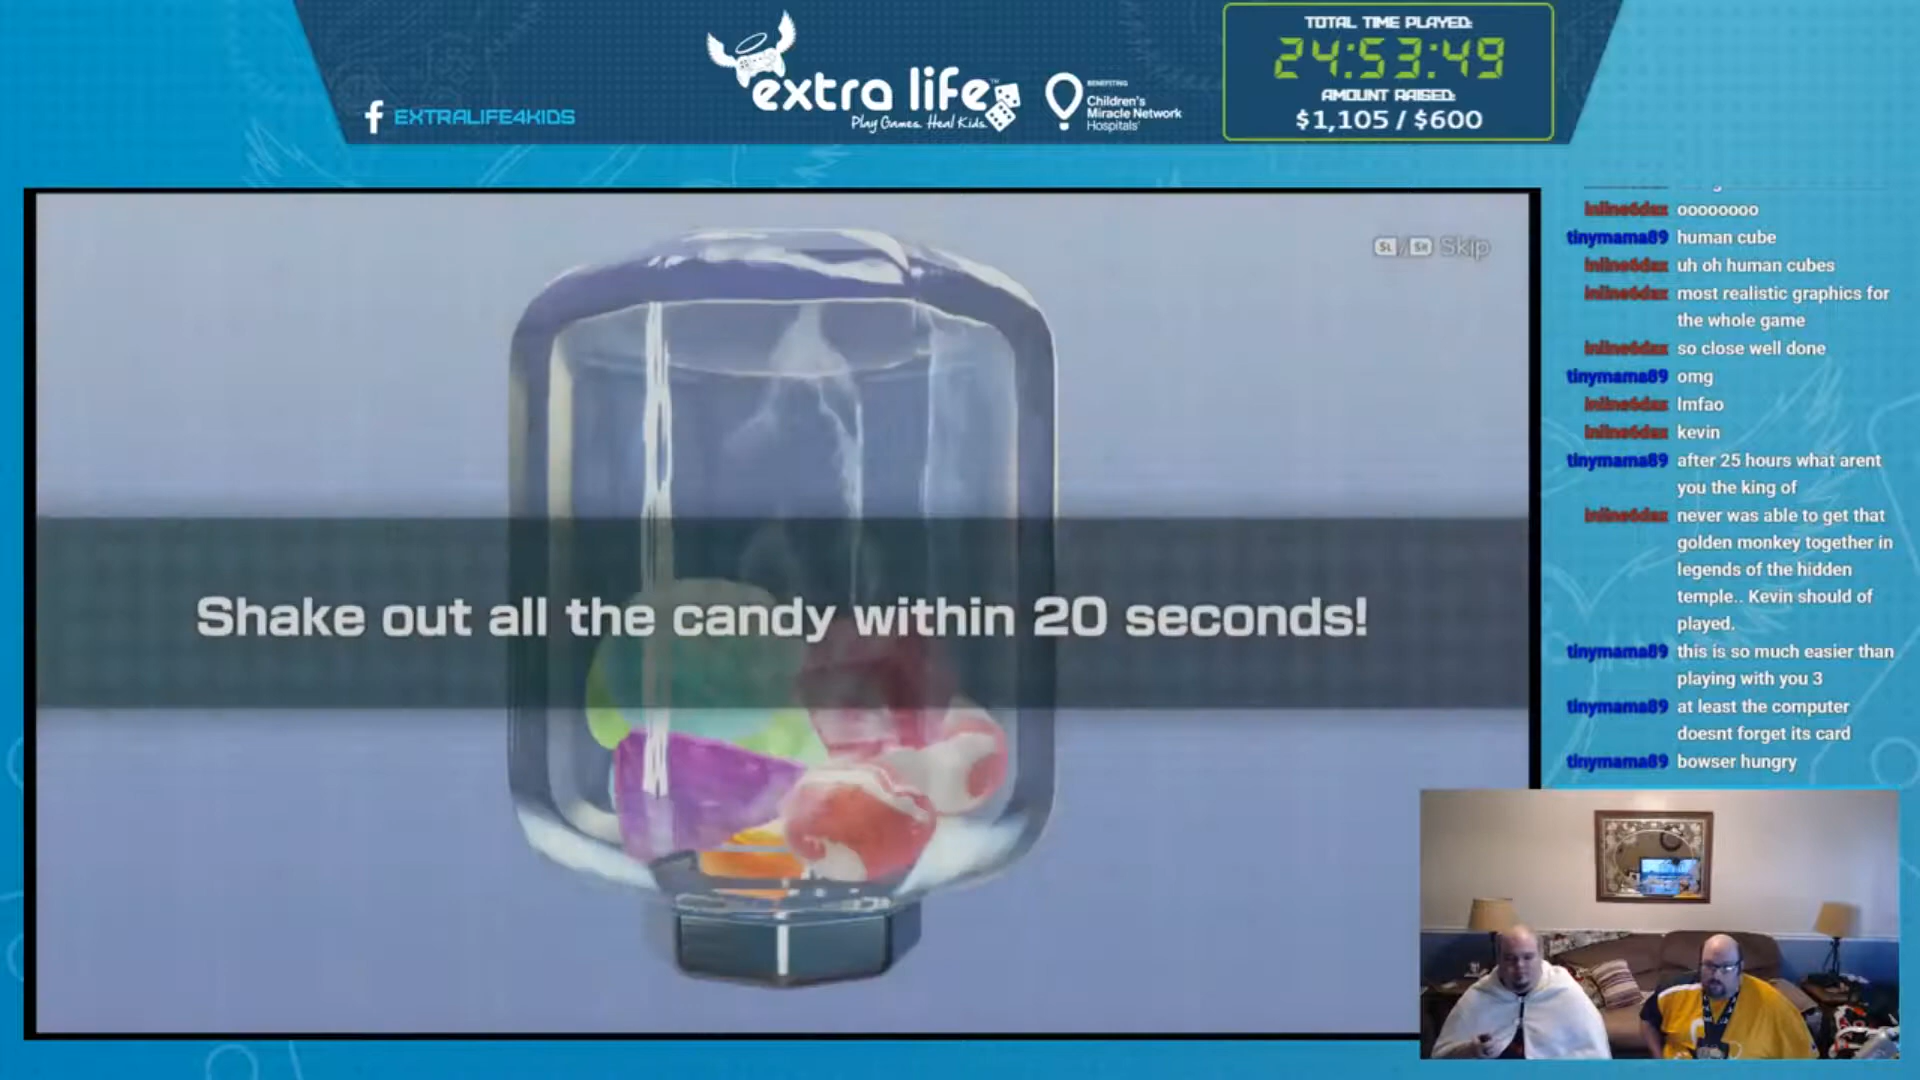 EXTRALIFE4KIDS
extra life
Play Games. Heal Kids.
BENEFITING
Children's
Miracle Network
Hospitals
TOTAL TIME PLAYED:
24:53:49
AMOUNT RAISED:
$1,105 / $600
SL / SR Skip
Shake out all the candy within 20 seconds!
oooooooo
tinymama89 human cube
uh oh human cubes
most realistic graphics for
the whole game
so close well done
tinymama89 omg
lmfao
kevin
tinymama89 after 25 hours what arent
you the king of
never was able to get that
golden monkey together in
legends of the hidden
temple.. Kevin should of
played.
tinymama89 this is so much easier than
playing with you 3
tinymama89 at least the computer
doesnt forget its card
tinymama89 bowser hungry